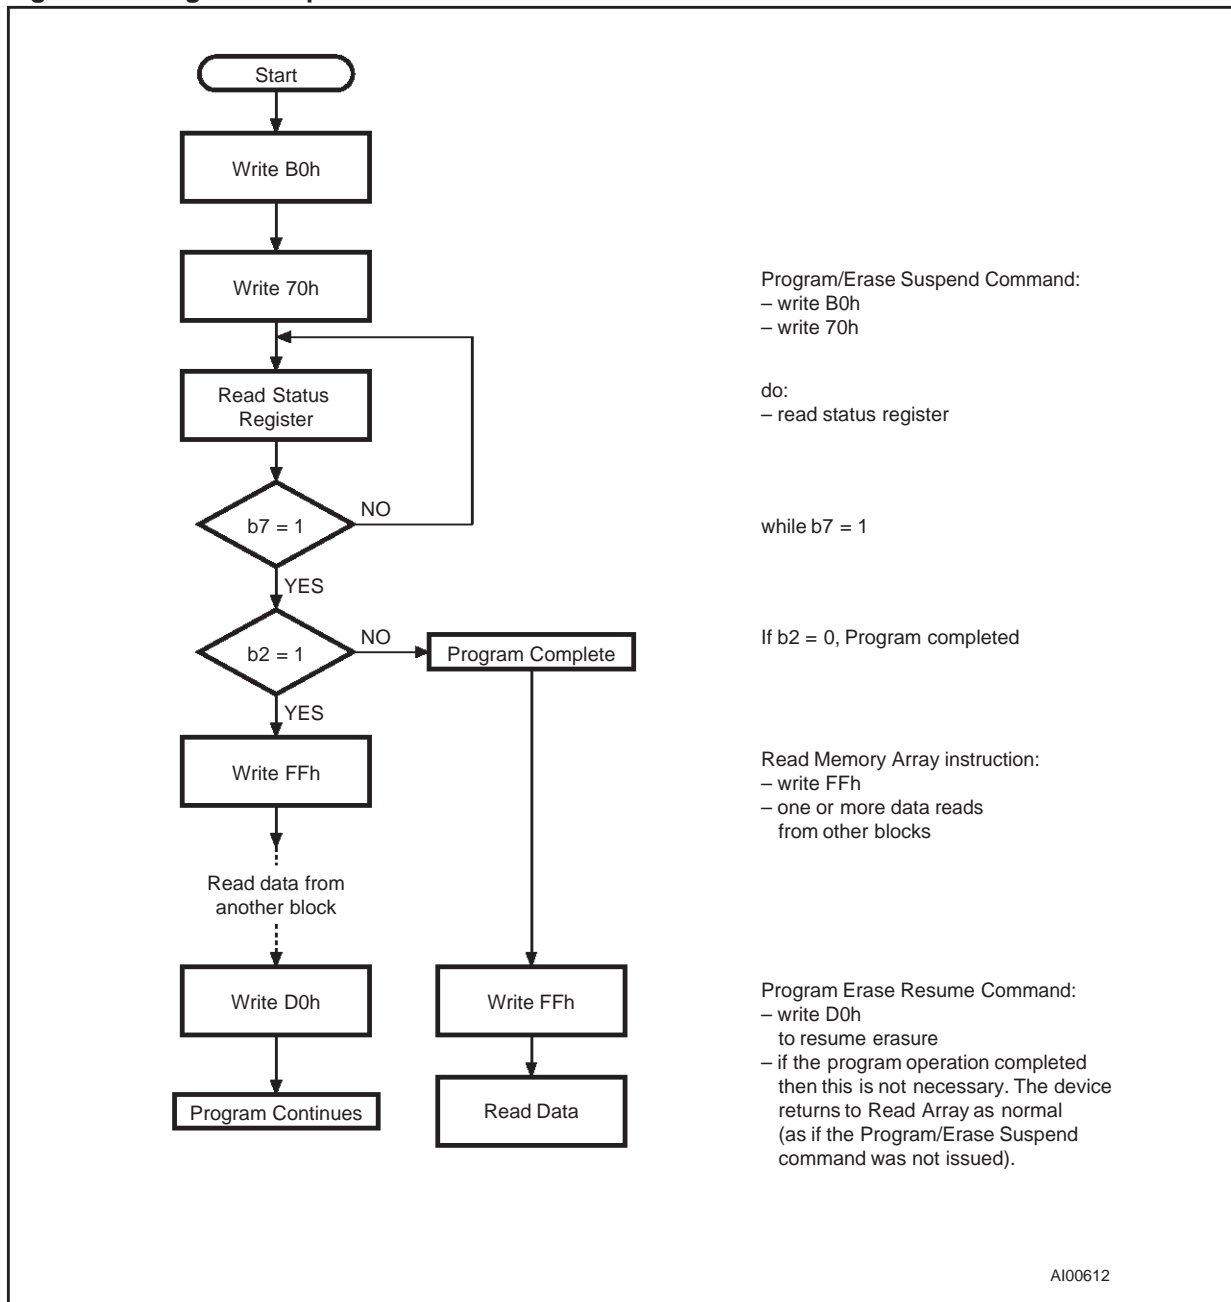 Start
Write B0h
Write 70h
Program/Erase Suspend Command:
– write B0h
– write 70h
Read Status
Register
do:
– read status register
b7 = 1
NO
while b7 = 1
YES
b2 = 1
NO
Program Complete
If b2 = 0, Program completed
YES
Write FFh
Read Memory Array instruction:
– write FFh
– one or more data reads
from other blocks
Read data from
another block
Write D0h
Write FFh
Program Erase Resume Command:
– write D0h
to resume erasure
– if the program operation completed
then this is not necessary. The device
returns to Read Array as normal
(as if the Program/Erase Suspend
command was not issued).
Program Continues
Read Data
AI00612